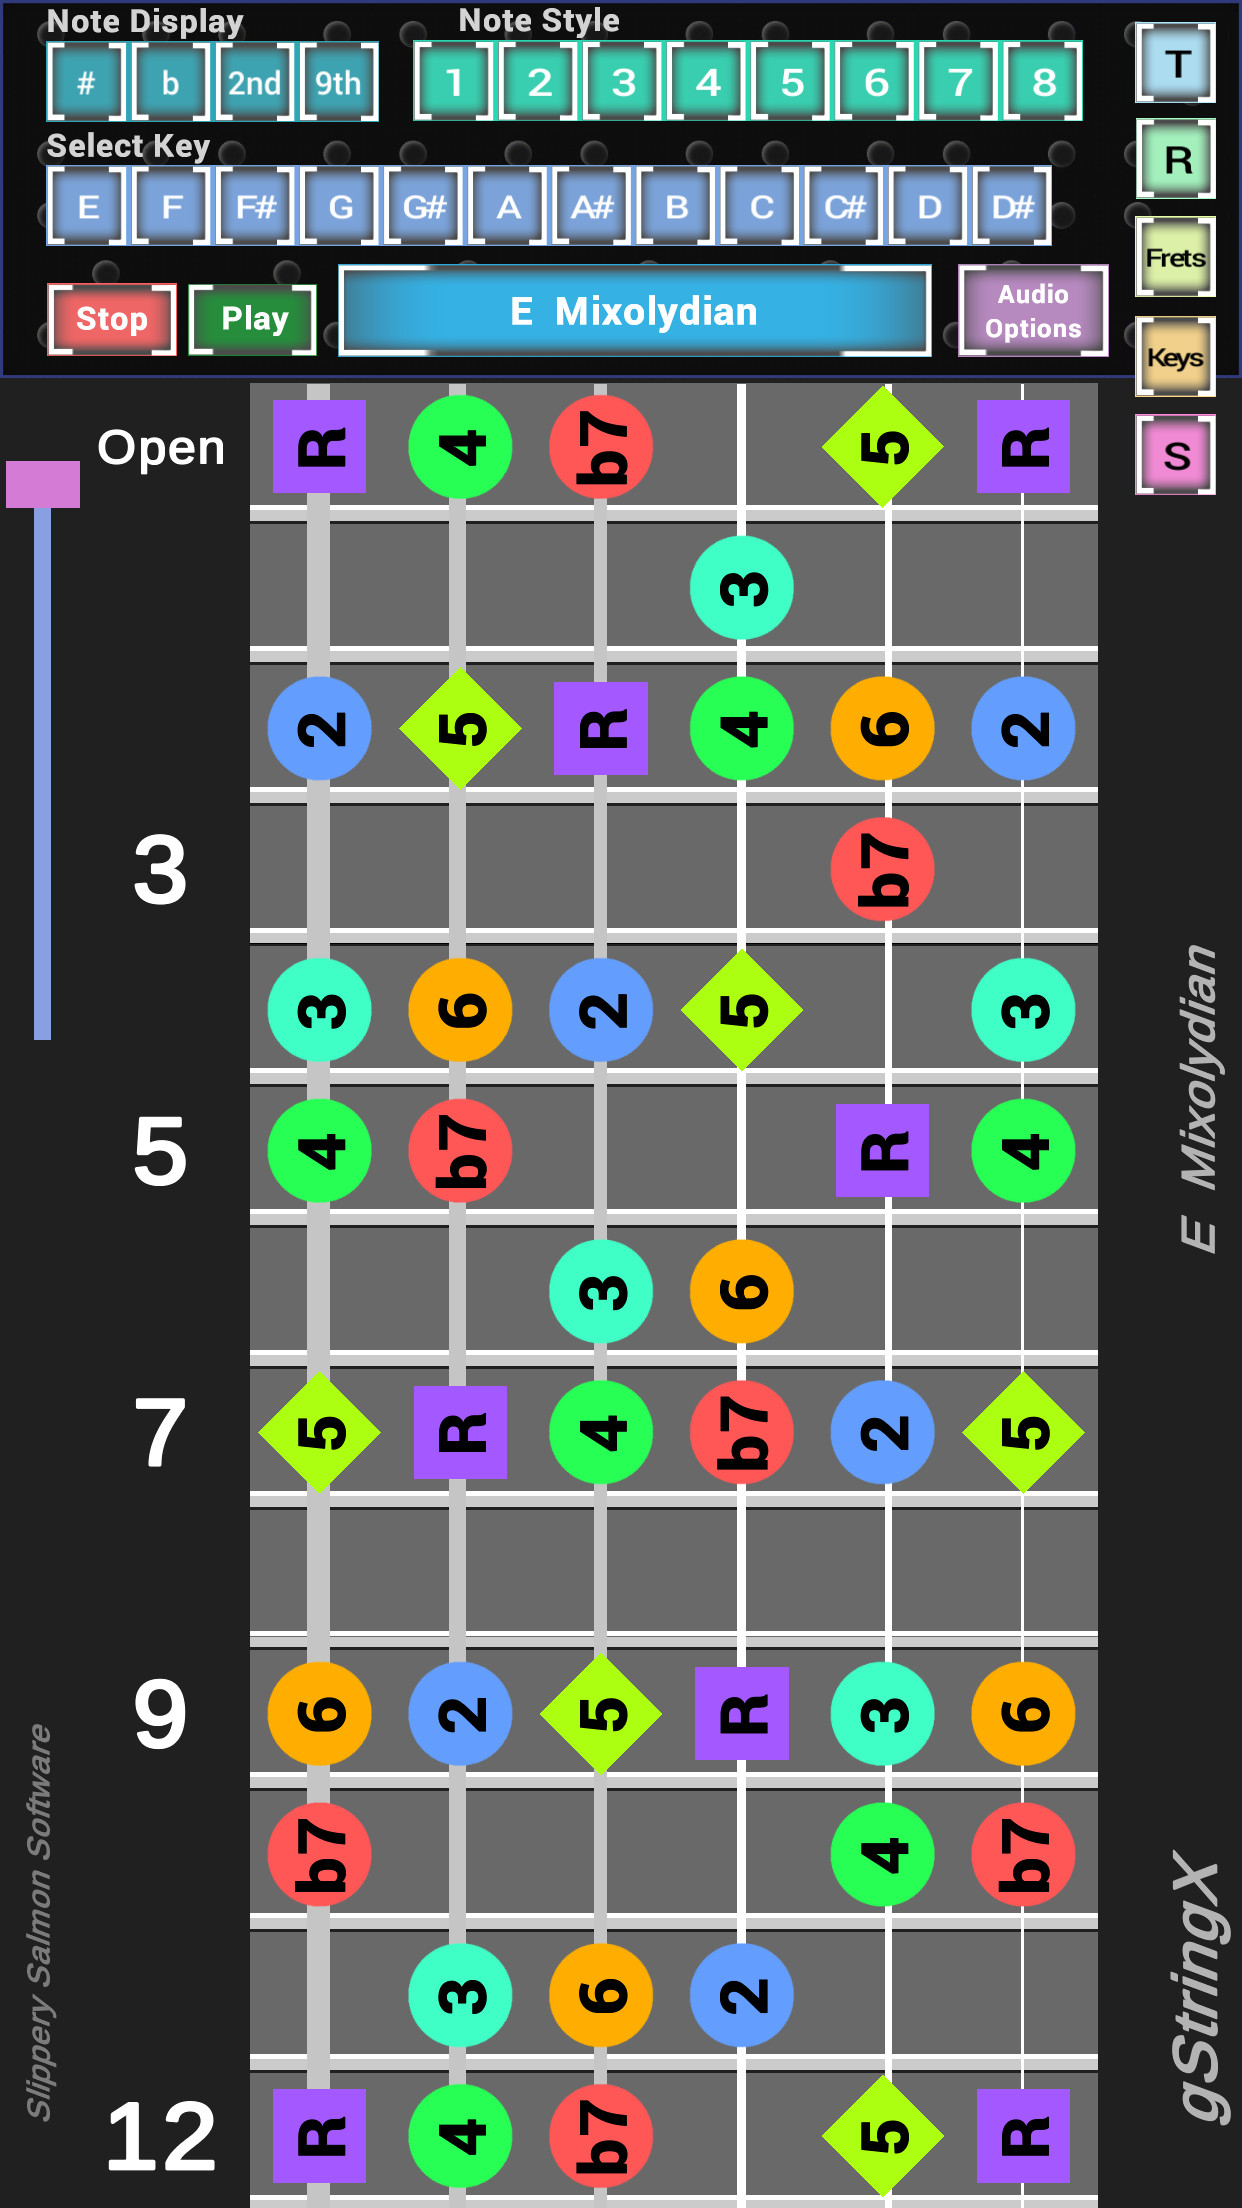 Note Display Note Style
# b 2nd 9th 1 2 3 4 5 6 7 8 T
Select Key
R
E F F# G G# A A# B C C# D D#
Frets
Stop Play E Mixolydian Audio Options
Keys
Open R 4 b7 5 R
S
3
2 5 R 4 6 2
3 b7
3 6 2 5 3
5 4 b7 R 4
3 6
7 5 R 4 b7 2 5
9 6 2 5 R 3 6
b7 4 b7
3 6 2
12 R 4 b7 5 R
E Mixolydian
Slippery Salmon Software
gStringX